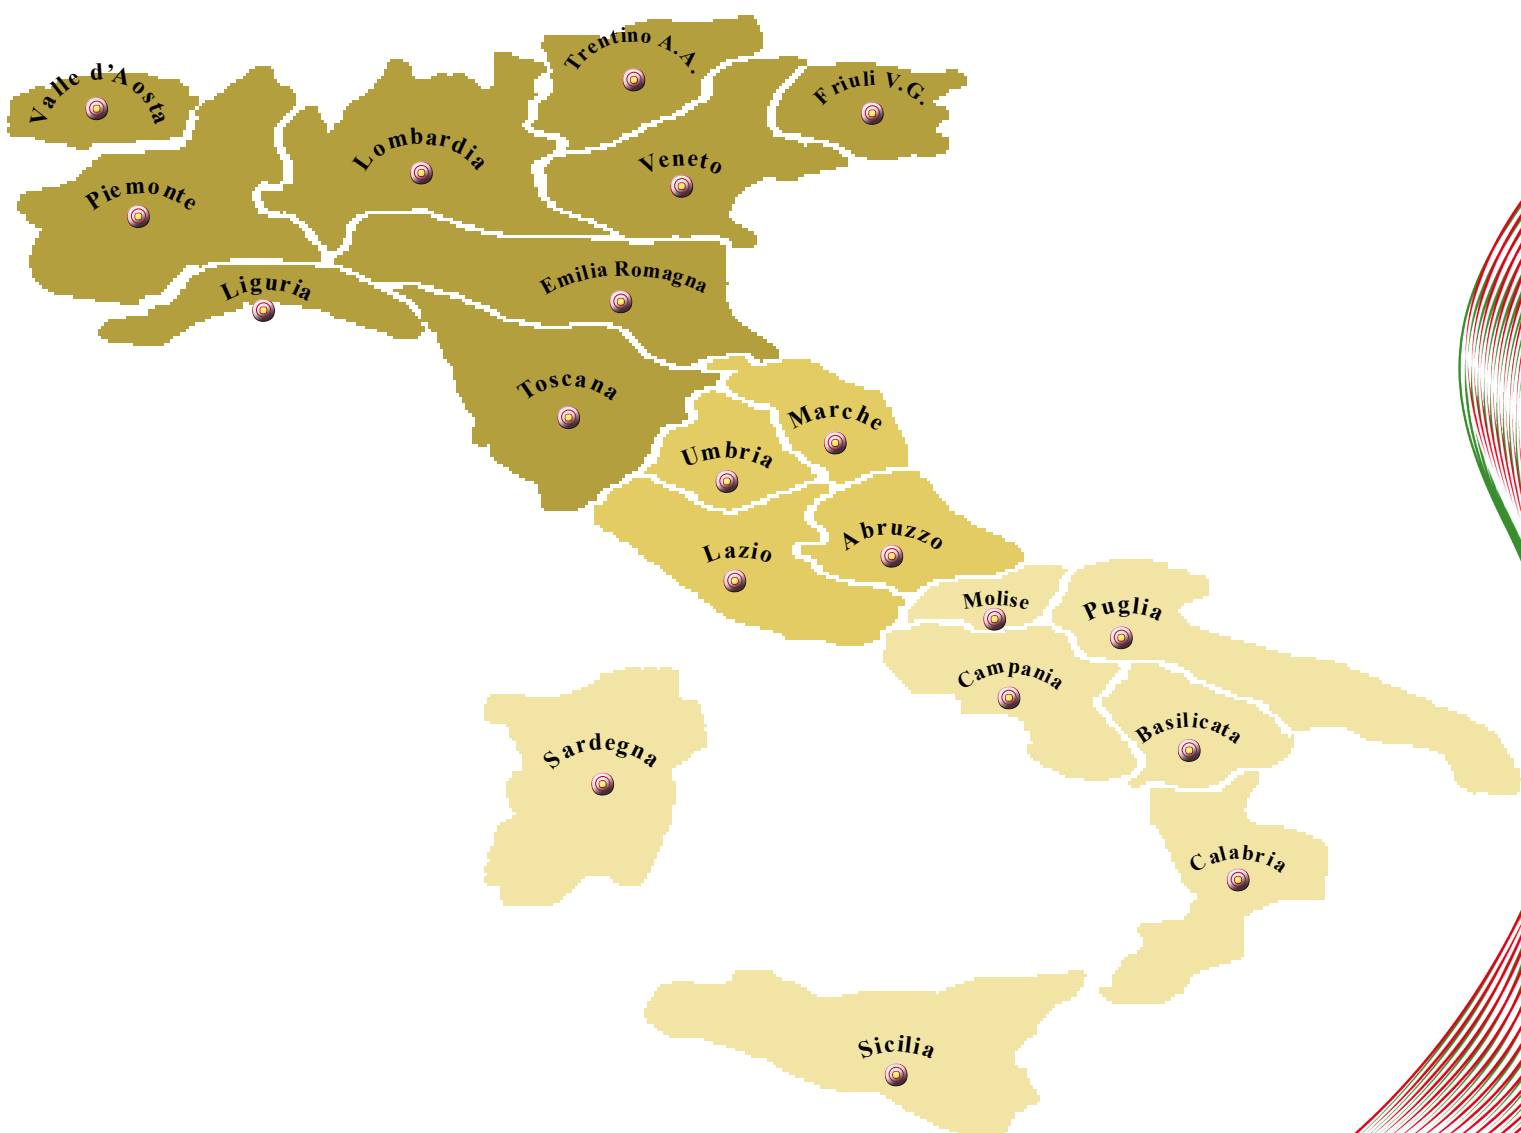 Trentino A.A.
Valle d'Aosta
Friuli V.G.
Lombardia
Veneto
Piemonte
Emilia Romagna
Liguria
Toscana
Marche
Umbria
Abruzzo
Lazio
Molise
Puglia
Campania
Basilicata
Sardegna
Calabria
Sicilia